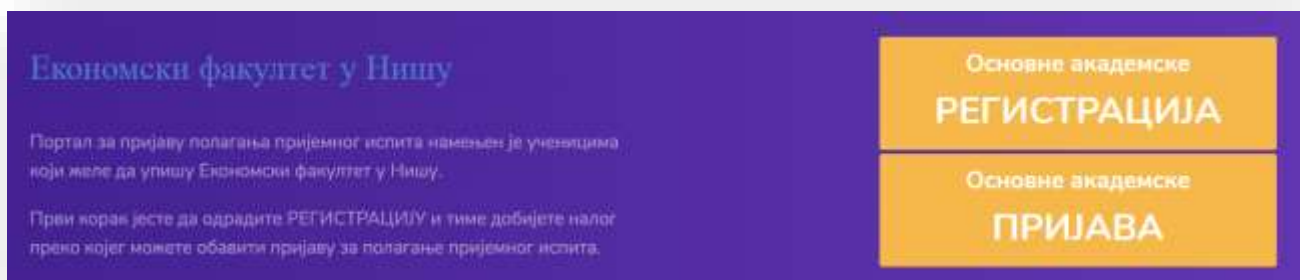 Економски факултет у Нишу
Портал за пријаву полагања пријемног испита намењен је ученицима
који желе да упишу Економски факултет у Нишу.
Први корак јесте да одрадите РЕГИСТРАЦИЈУ и тиме добијете налог
преко којег можете обавити пријаву за полагање пријемног испита.
Основне академске
РЕГИСТРАЦИЈА
Основне академске
ПРИЈАВА